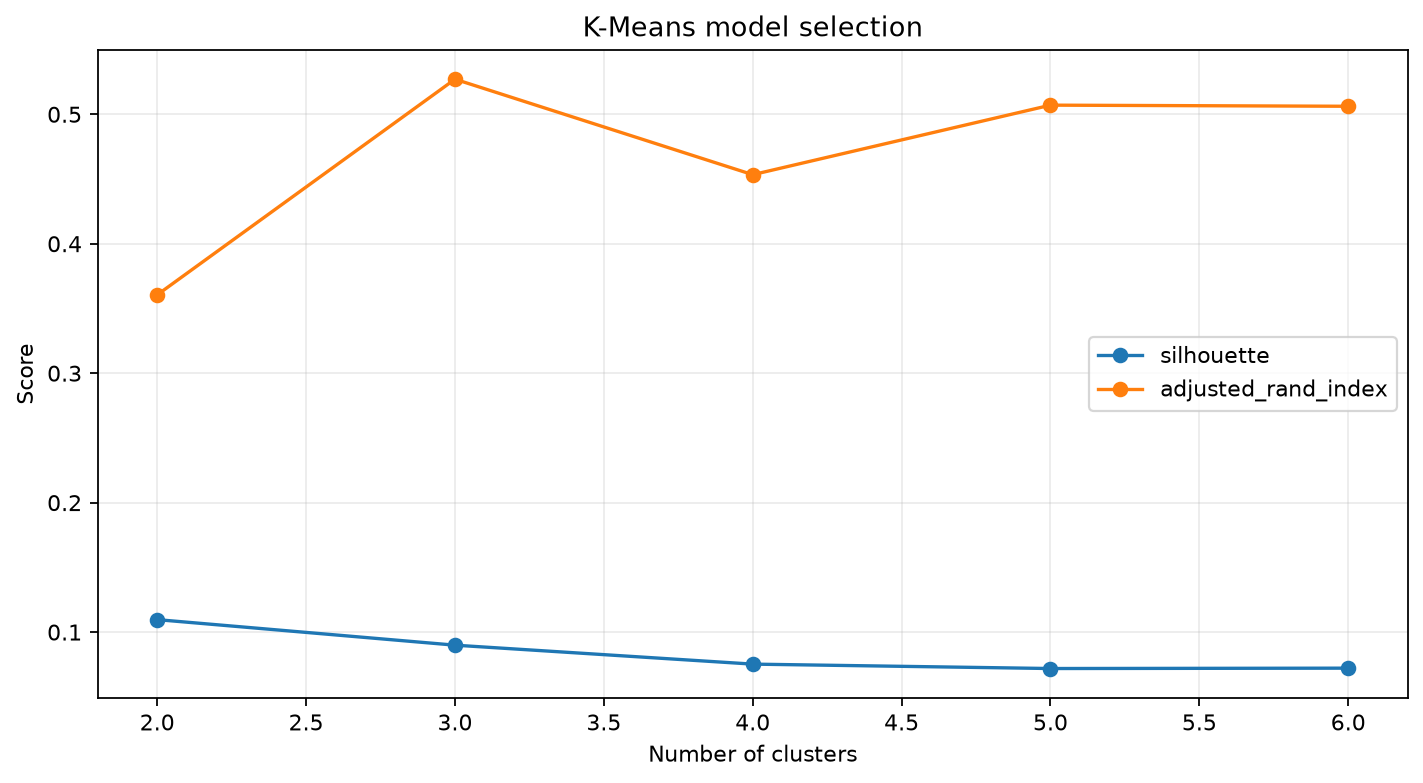 K-Means model selection
Score
0.5
0.4
0.3
0.2
0.1
silhouette
adjusted_rand_index
2.0 2.5 3.0 3.5 4.0 4.5 5.0 5.5 6.0
Number of clusters